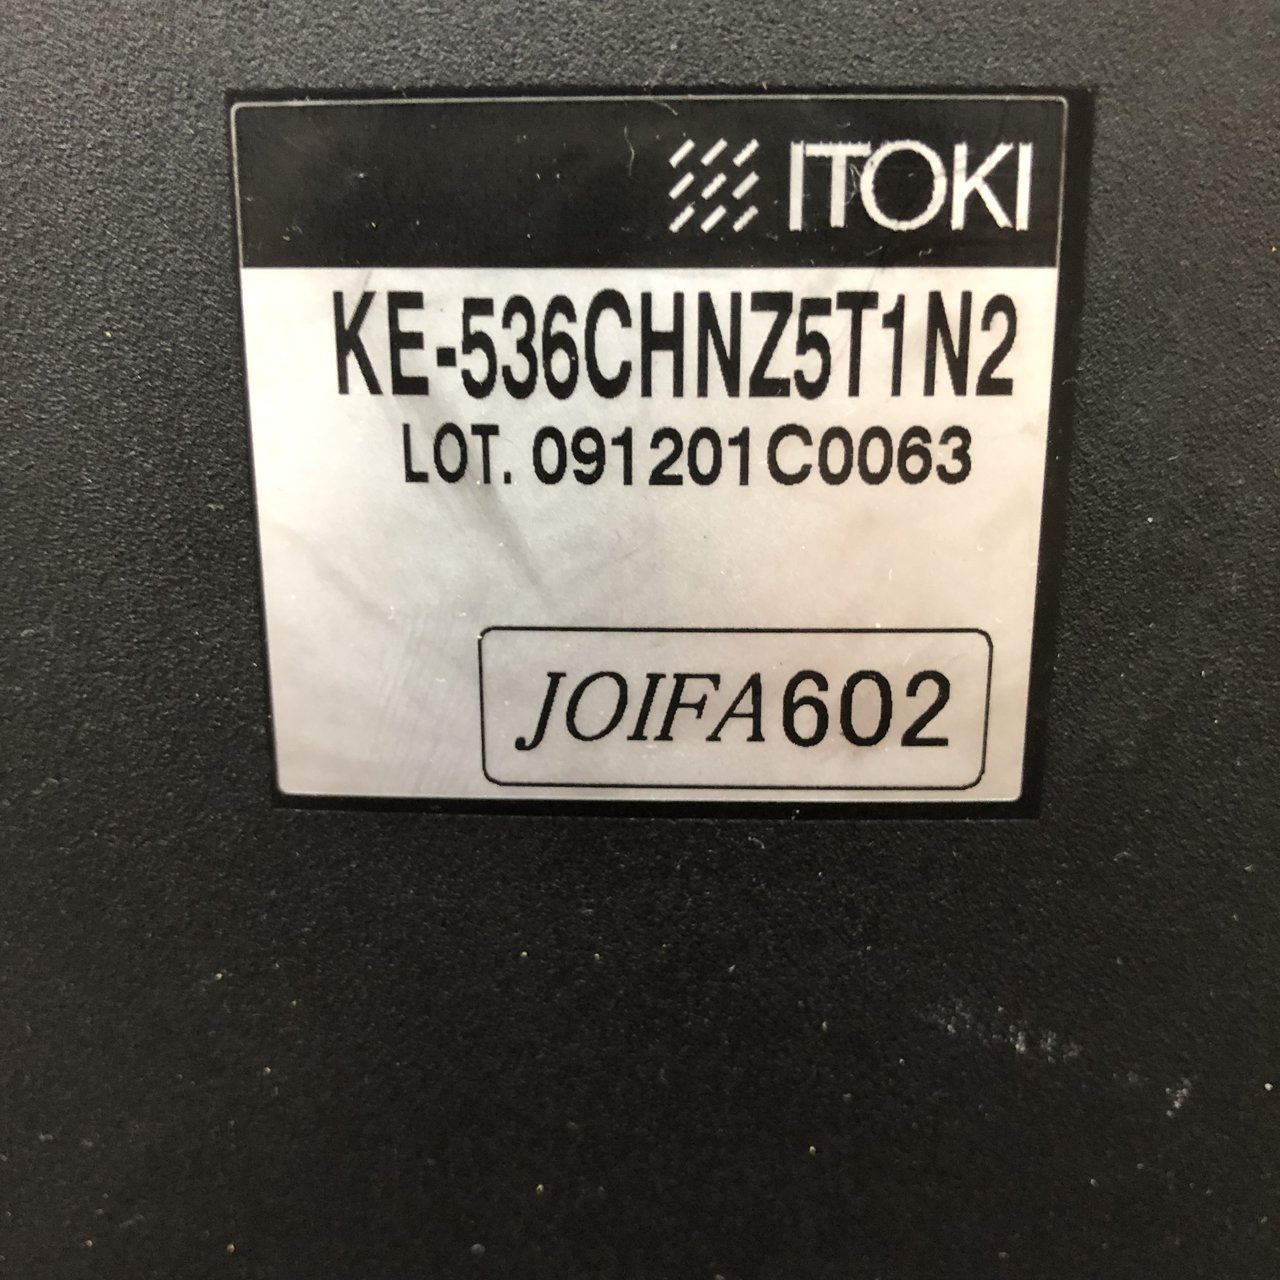 ITOKI
KE-536CHNZ5T1N2
LOT. 091201C0063
JOIFA602